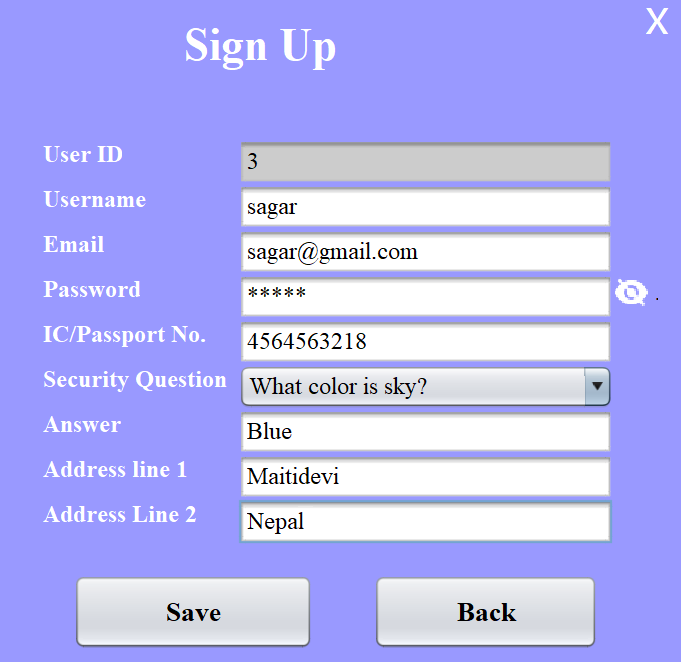 X
Sign Up
User ID 3
Username sagar
Email sagar@gmail.com
Password *****
IC/Passport No. 4564563218
Security Question What color is sky?
Answer Blue
Address line 1 Maitidevi
Address Line 2 Nepal
Save Back